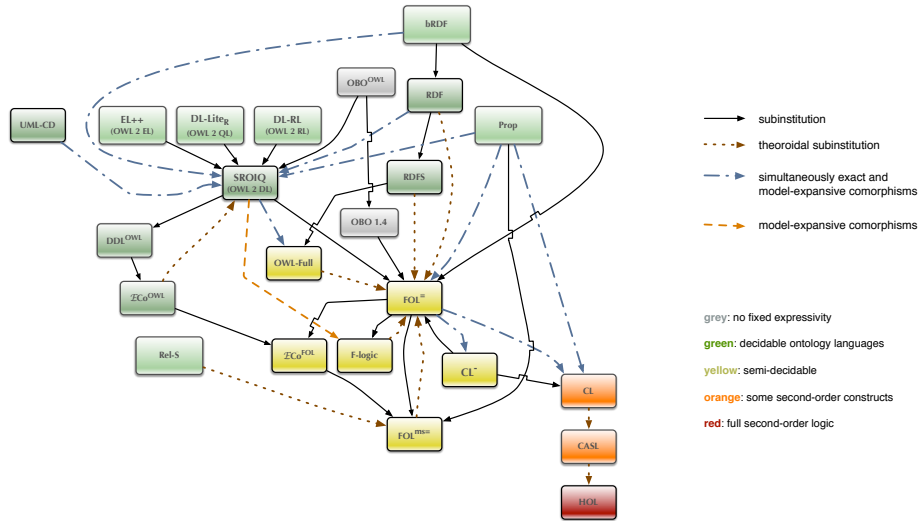 bRDF
OBO^OWL
RDF
UML-CD
EL++
(OWL 2 EL)
DL-Lite_R
(OWL 2 QL)
DL-RL
(OWL 2 RL)
Prop
subinstitution
theoroidal subinstitution
SROIQ
(OWL 2 DL)
RDFS
simultaneously exact and
model-expansive comorphisms
OBO 1.4
DDL^OWL
model-expansive comorphisms
OWL-Full
ECo^OWL
FOL^=
grey: no fixed expressivity
green: decidable ontology languages
Rel-S
ECo^FOL
F-logic
CL^-
yellow: semi-decidable
CL
orange: some second-order constructs
FOL^ms=
red: full second-order logic
CASL
HOL